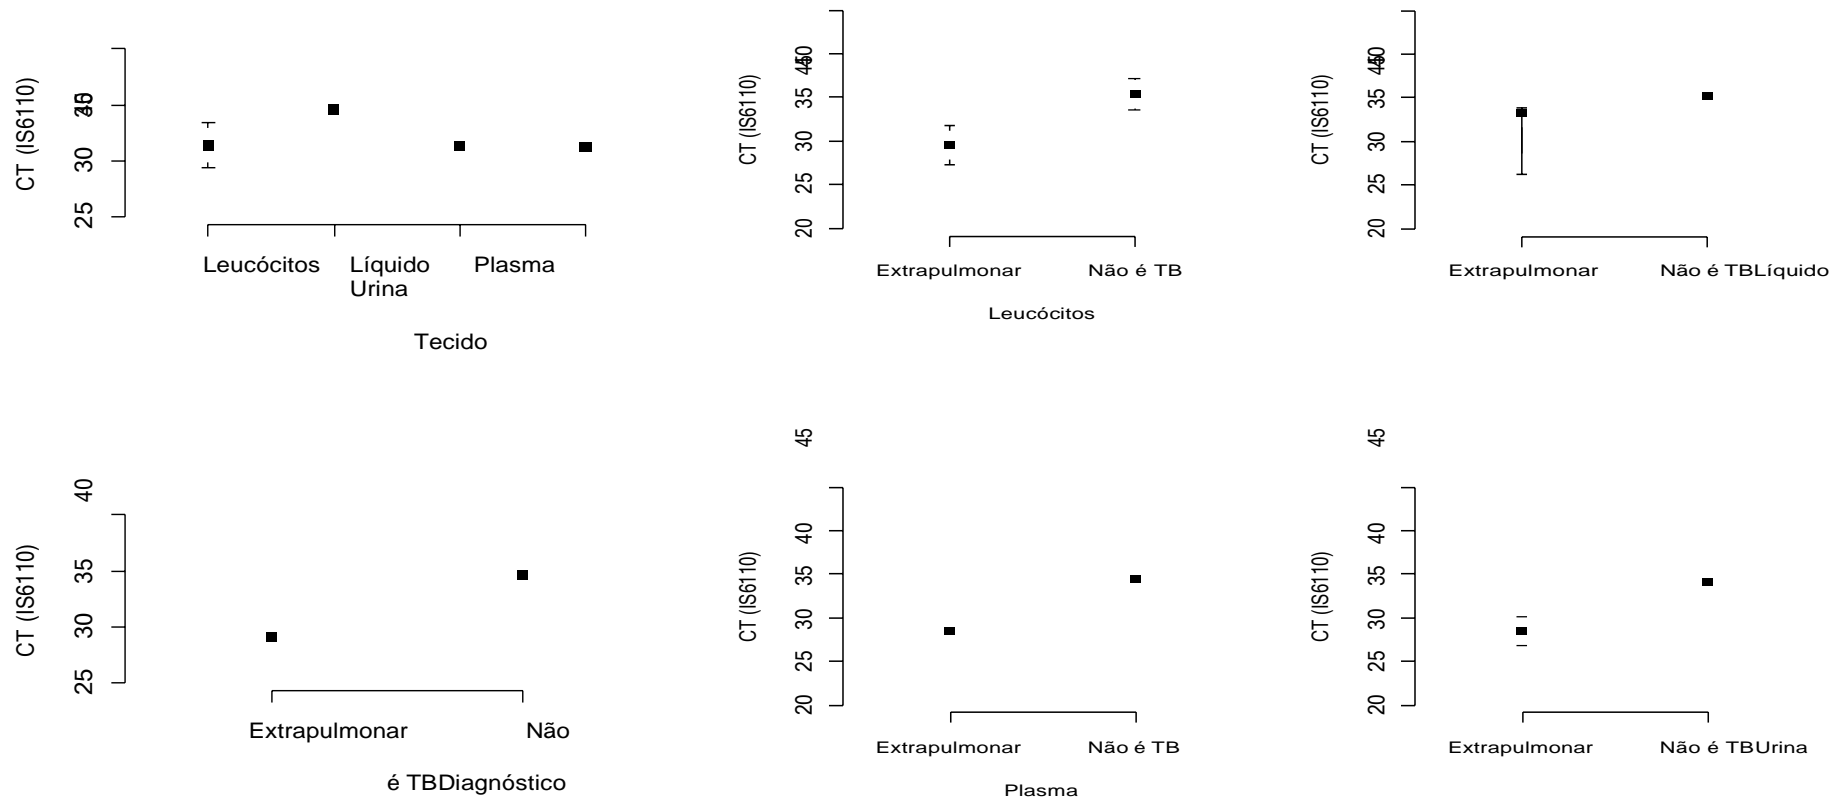 CT (IS6110)
25
30
35
40
45
Leucócitos Líquido Plasma
Urina
Tecido
CT (IS6110)
20
25
30
35
40
45
50
Extrapulmonar Não é TB
Leucócitos
CT (IS6110)
20
25
30
35
40
45
50
Extrapulmonar Não é TBLíquido
CT (IS6110)
25
30
35
40
Extrapulmonar Não
é TBDiagnóstico
CT (IS6110)
20
25
30
35
40
45
Extrapulmonar Não é TB
Plasma
CT (IS6110)
20
25
30
35
40
45
Extrapulmonar Não é TBUrina